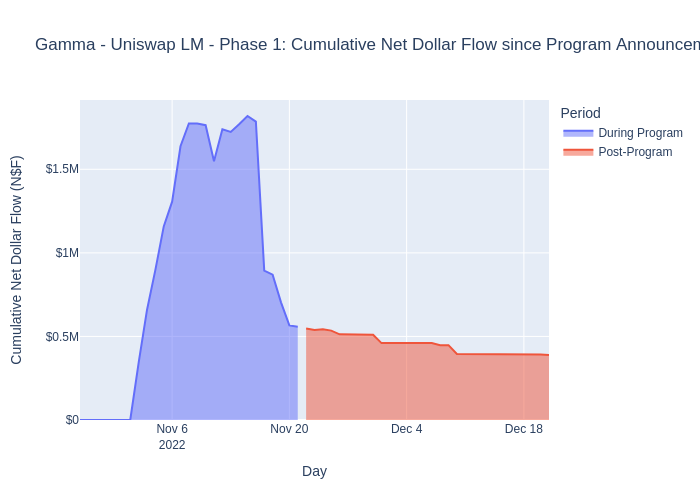 Gamma - Uniswap LM - Phase 1: Cumulative Net Dollar Flow since Program Announcem
Period
During Program
Post-Program
Cumulative Net Dollar Flow (N$F)
$1.5M
$1M
$0.5M
$0
Nov 6
2022
Nov 20
Dec 4
Dec 18
Day